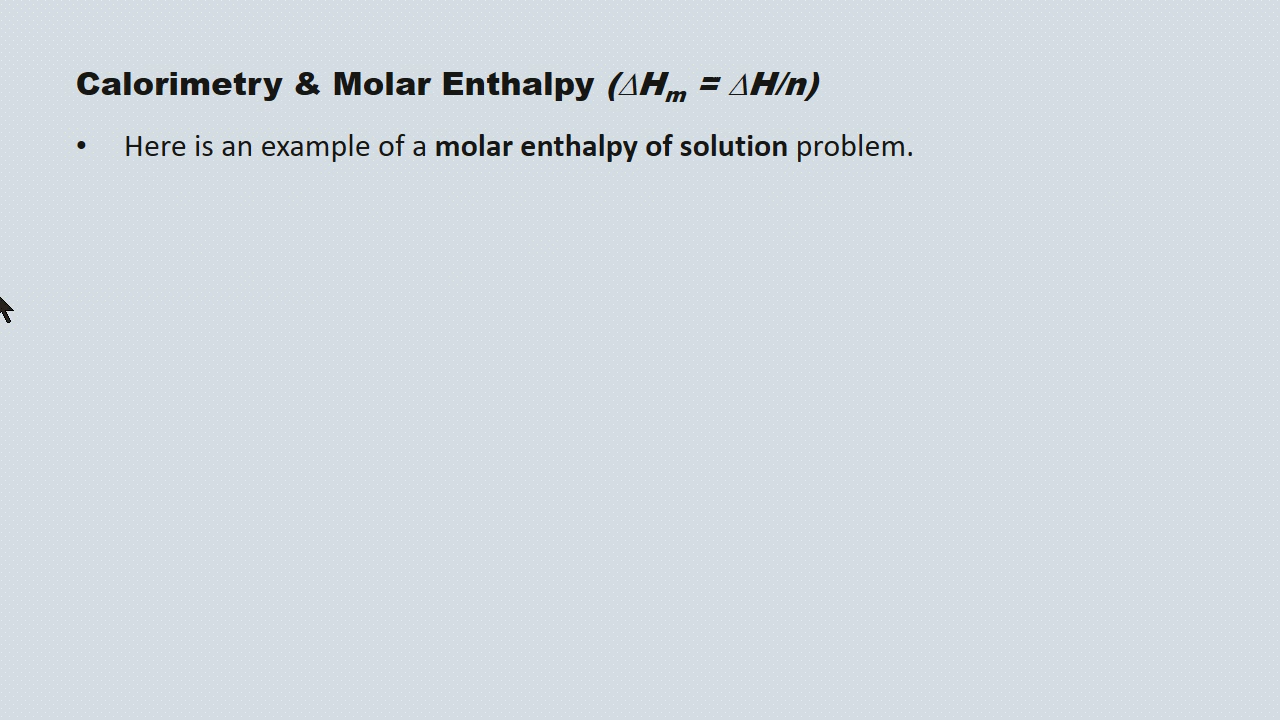 Calorimetry & Molar Enthalpy (ΔHm = ΔH/n)
• Here is an example of a molar enthalpy of solution problem.